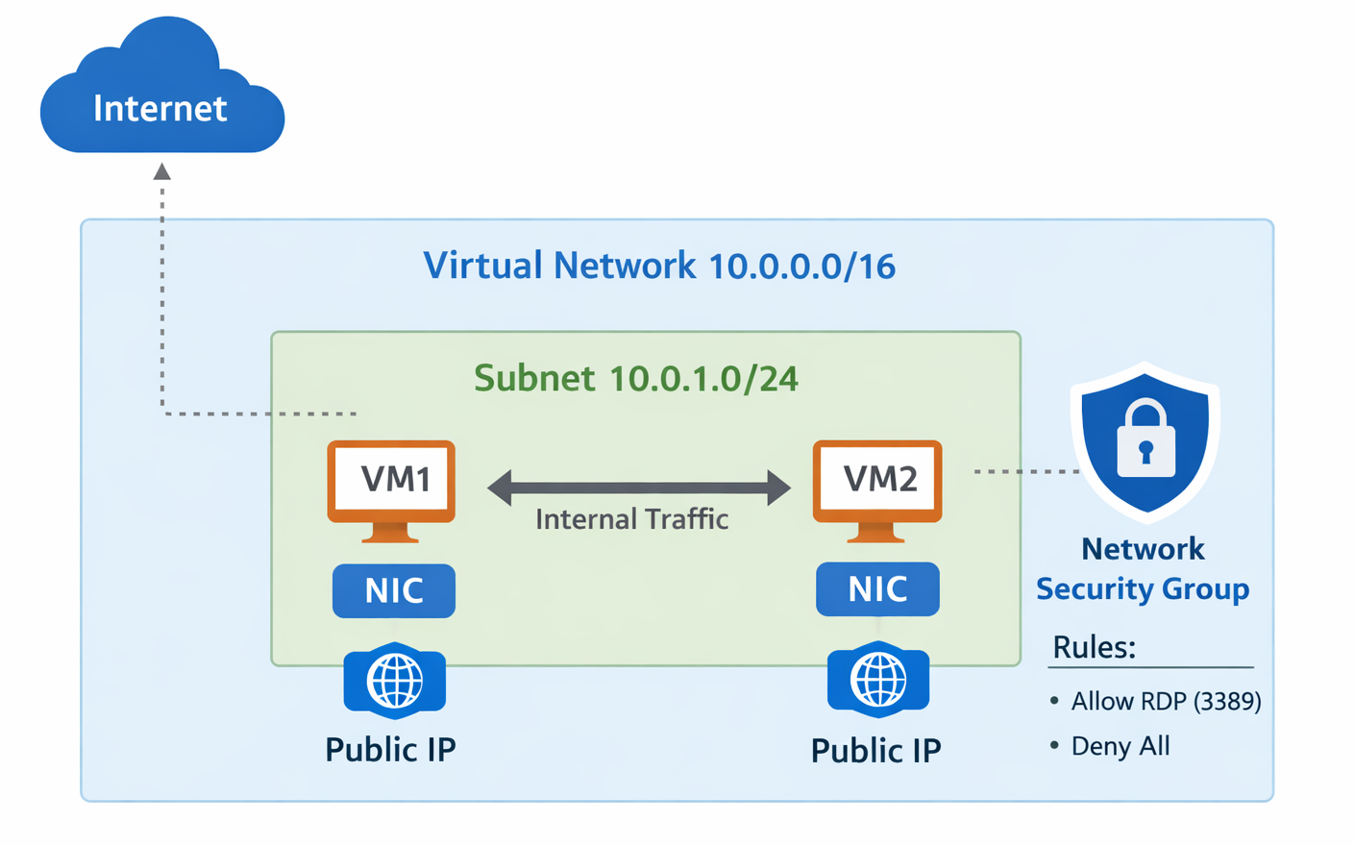 Internet
Virtual Network 10.0.0.0/16
Subnet 10.0.1.0/24
VM1
VM2
Internal Traffic
NIC
NIC
Public IP
Public IP
Network
Security Group
Rules:
• Allow RDP (3389)
• Deny All